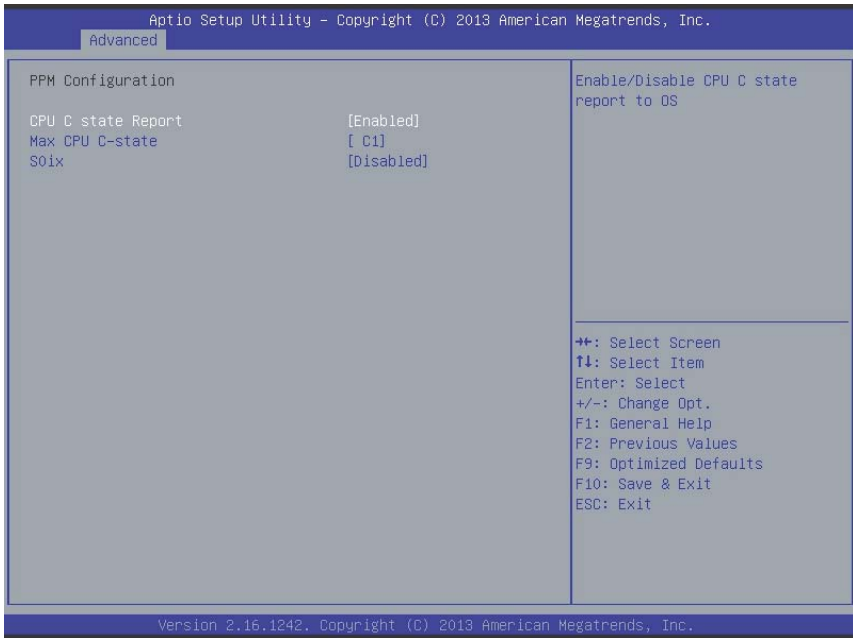 Aptio Setup Utility – Copyright (C) 2013 American Megatrends, Inc.
Advanced
PPM Configuration
CPU C state Report [Enabled]
Max CPU C-state [ C1]
S0ix [Disabled]
Enable/Disable CPU C state
report to OS
→←: Select Screen
↑↓: Select Item
Enter: Select
+/-: Change Opt.
F1: General Help
F2: Previous Values
F9: Optimized Defaults
F10: Save & Exit
ESC: Exit
Version 2.16.1242. Copyright (C) 2013 American Megatrends, Inc.